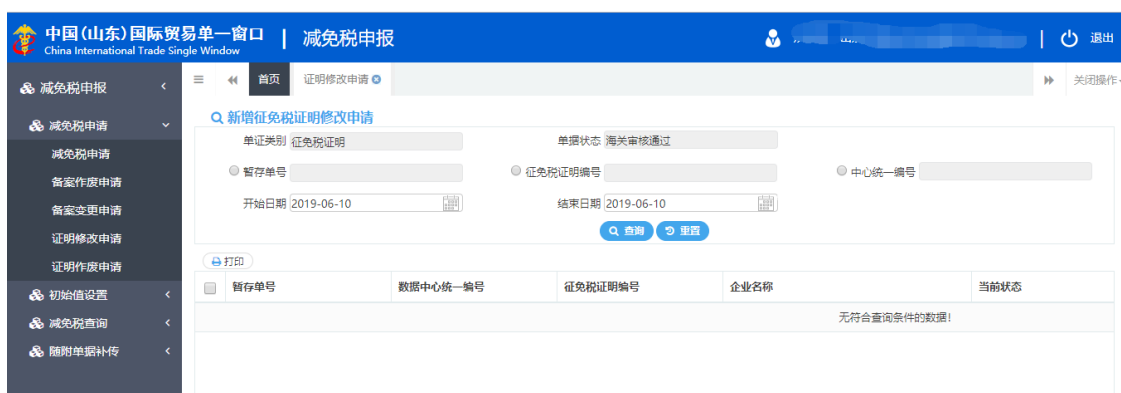 中国(山东)国际贸易单一窗口 | 减免税申报
China International Trade Single Window
退出
减免税申报
首页 证明修改申请 关闭操作
减免税申请
减免税申请
备案作废申请
备案变更申请
证明修改申请
证明作废申请
初始值设置
减免税查询
随附单据补传
新增征免税证明修改申请
单证类别 征免税证明 单据状态 海关审核通过
暂存单号 征免税证明编号 中心统一编号
开始日期 2019-06-10 结束日期 2019-06-10
查询 重置
打印
暂存单号 数据中心统一编号 征免税证明编号 企业名称 当前状态
无符合查询条件的数据!